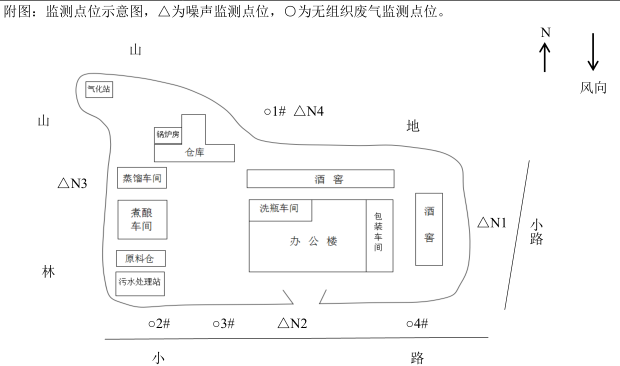 附图：监测点位示意图，△为噪声监测点位，○为无组织废气监测点位。
N
风向
山
气化站
山
○1# △N4
地
锅炉房
仓库
△N3
蒸馏车间
酒 窖
煮酿
车间
洗瓶车间
办 公 楼
包装车间
酒窖
△N1
小路
原料仓
林
污水处理站
○2# ○3# △N2 ○4#
小 路